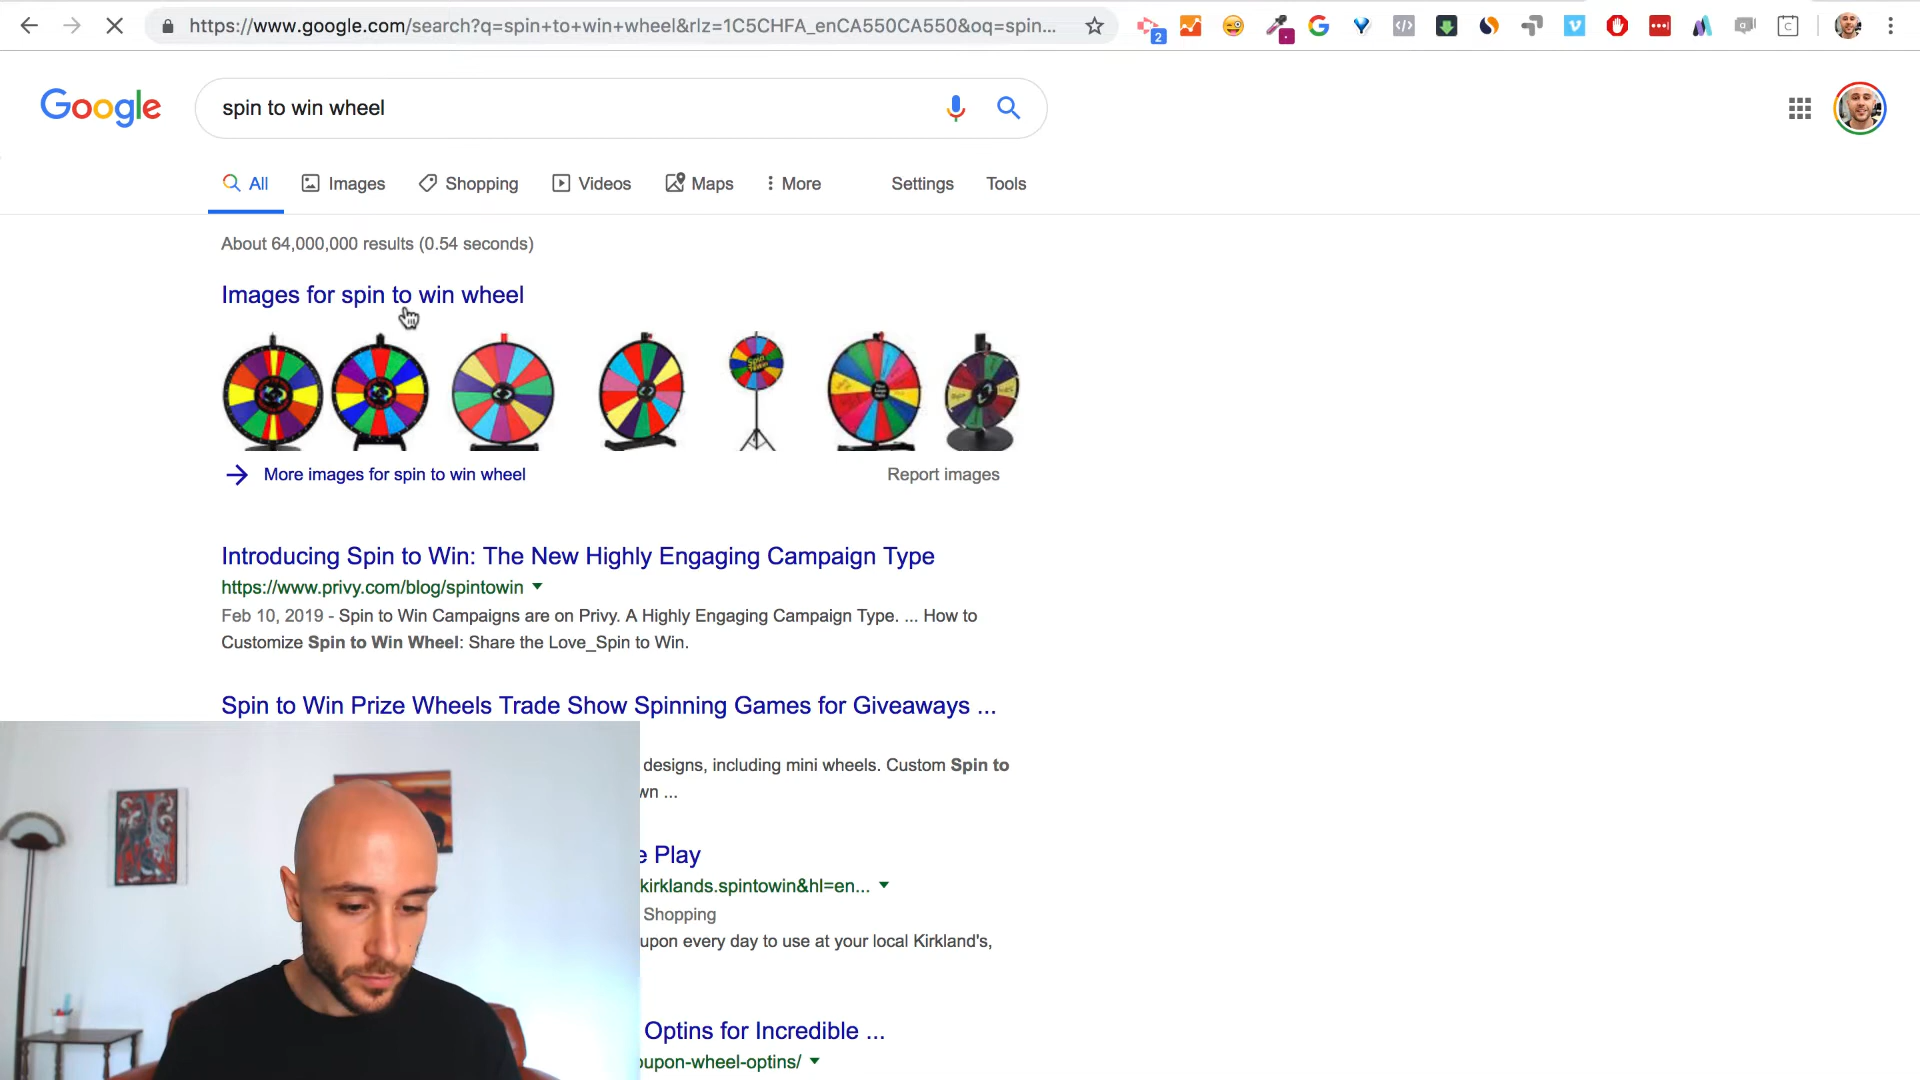 https://www.google.com/search?q=spin+to+win+wheel&rlz=1C5CHFA_enCA550CA550&oq=spin...
2
Google
spin to win wheel
All
Images
Shopping
Videos
Maps
More
Settings
Tools
About 64,000,000 results (0.54 seconds)
Images for spin to win wheel
More images for spin to win wheel
Report images
Introducing Spin to Win: The New Highly Engaging Campaign Type
https://www.privy.com/blog/spintowin
Feb 10, 2019 - Spin to Win Campaigns are on Privy. A Highly Engaging Campaign Type. ... How to
Customize Spin to Win Wheel: Share the Love_Spin to Win.
Spin to Win Prize Wheels Trade Show Spinning Games for Giveaways ...
designs, including mini wheels. Custom Spin to
wn ...
e Play
kirklands.spintowin&hl=en...
Shopping
upon every day to use at your local Kirkland's,
Optins for Incredible ...
oupon-wheel-optins/